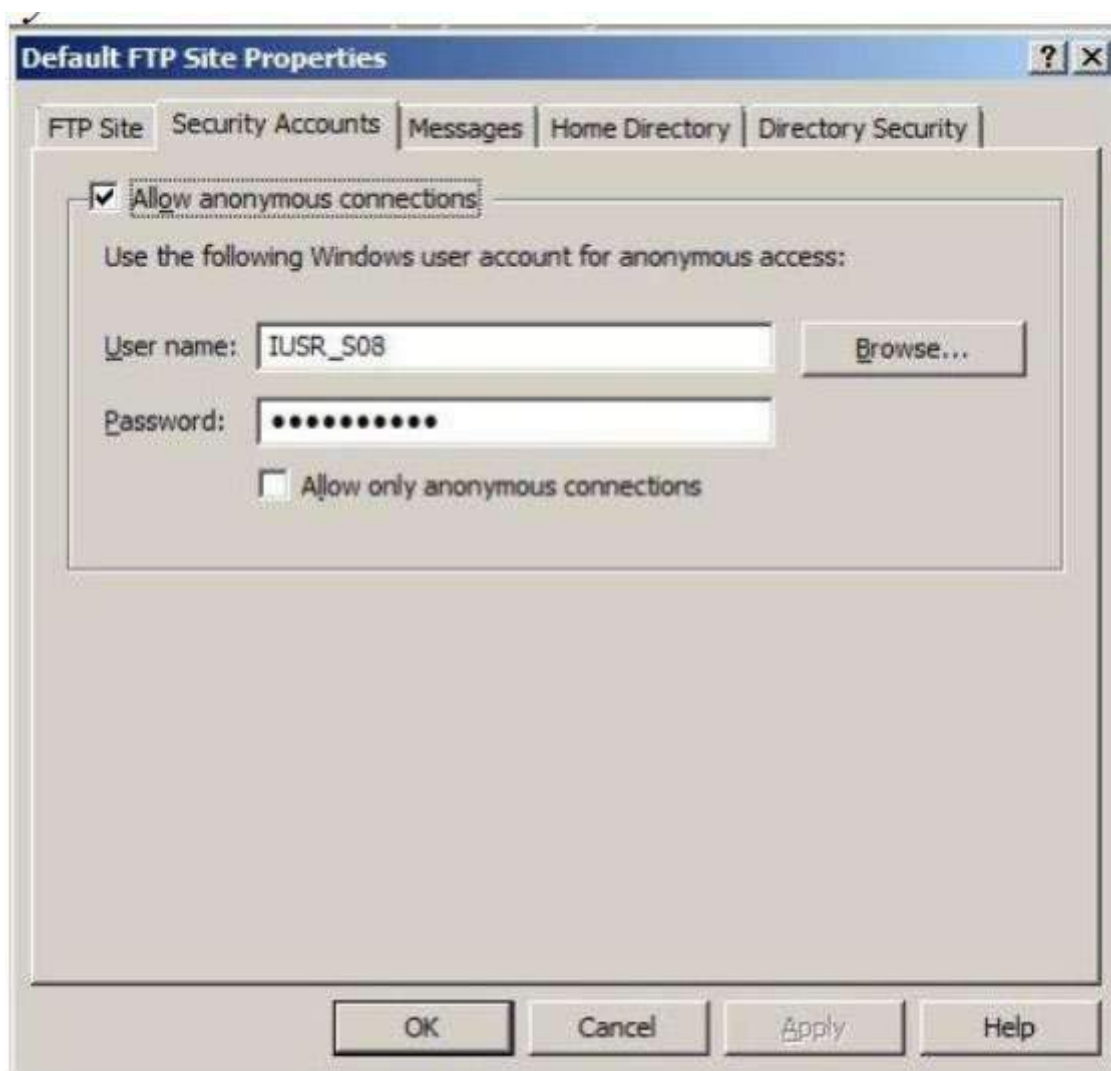 Default FTP Site Properties
FTP Site Security Accounts Messages Home Directory Directory Security
Allow anonymous connections
Use the following Windows user account for anonymous access:
User name: IUSR_S08 Browse...
Password: ●●●●●●●●●●
Allow only anonymous connections
OK Cancel Apply Help